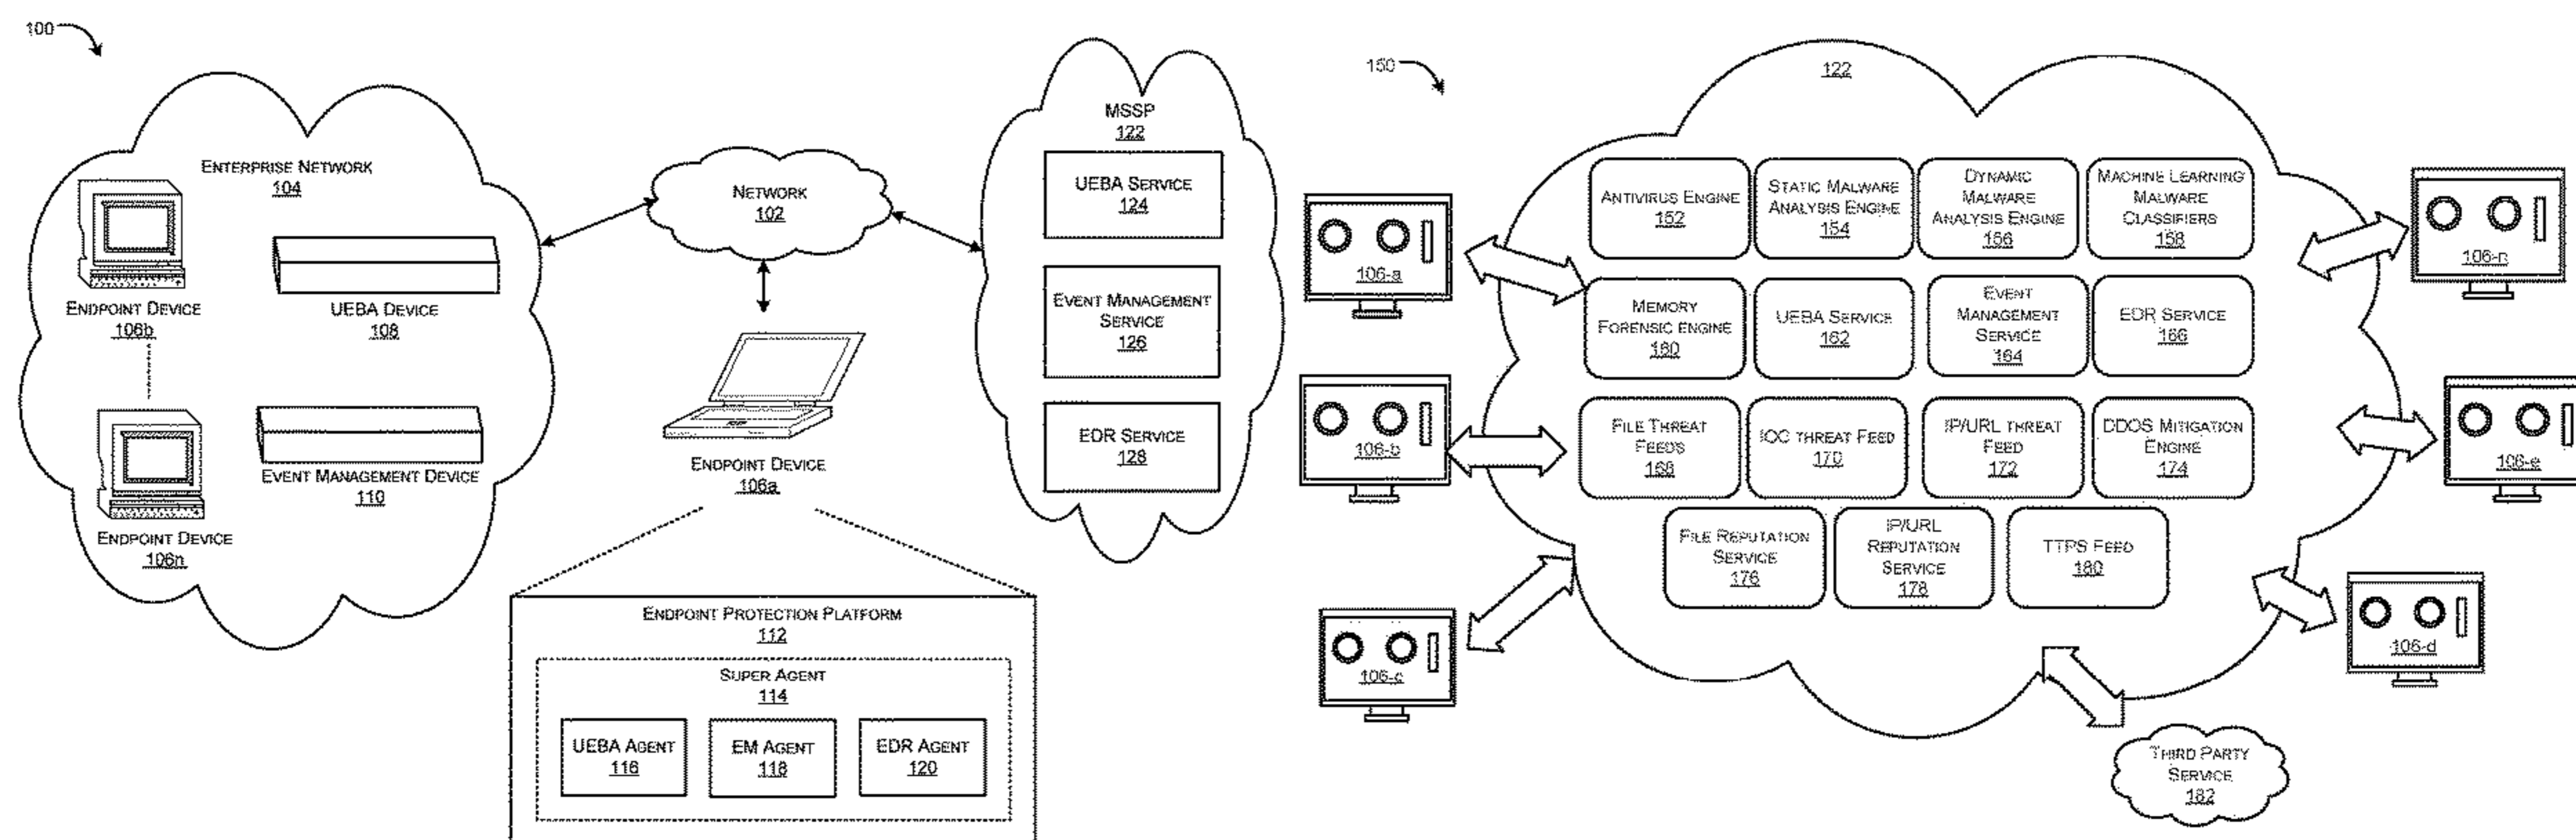 100
ENTERPRISE NETWORK
104
ENDPOINT DEVICE
106b
UEBA DEVICE
108
ENDPOINT DEVICE
106n
EVENT MANAGEMENT DEVICE
110
NETWORK
102
ENDPOINT DEVICE
106a
ENDPOINT PROTECTION PLATFORM
112
SUPER AGENT
114
UEBA AGENT
116
EM AGENT
118
EDR AGENT
120
MSSP
122
UEBA SERVICE
124
EVENT MANAGEMENT
SERVICE
126
EDR SERVICE
128
150
122
ANTIVIRUS ENGINE
152
STATIC MALWARE
ANALYSIS ENGINE
154
DYNAMIC
MALWARE
ANALYSIS ENGINE
156
MACHINE LEARNING
MALWARE
CLASSIFIERS
158
MEMORY
FORENSIC ENGINE
160
UEBA SERVICE
162
EVENT
MANAGEMENT
SERVICE
164
EDR SERVICE
166
FILE THREAT
FEEDS
168
IOC THREAT FEED
170
IP/URL THREAT
FEED
172
DDOS MITIGATION
ENGINE
174
FILE REPUTATION
SERVICE
176
IP/URL
REPUTATION
SERVICE
178
TTPS FEED
180
106-a
106-b
106-c
106-n
106-e
106-d
THIRD PARTY
SERVICE
182